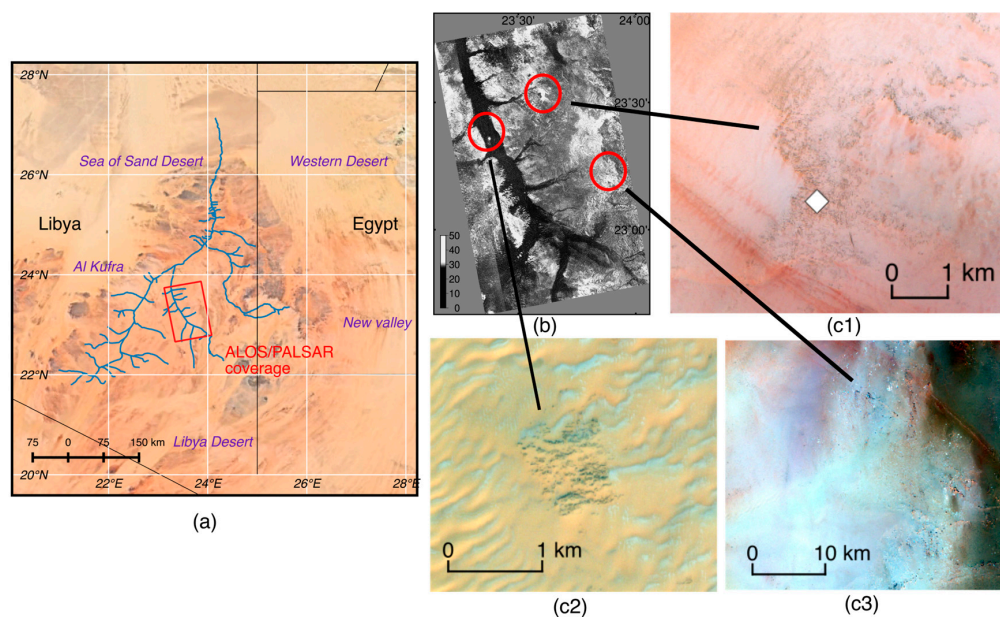 28°N
26°N
24°N
22°N
20°N
Sea of Sand Desert
Western Desert
Libya
Egypt
Al Kufra
New valley
ALOS/PALSAR
coverage
Libya Desert
75 0 75 150 km
22°E 24°E 26°E 28°E
(a)
23°30' 24°00'
23°30'
23°00'
50
40
30
20
10
0
(b)
0 1 km
(c1)
0 1 km
(c2)
0 10 km
(c3)